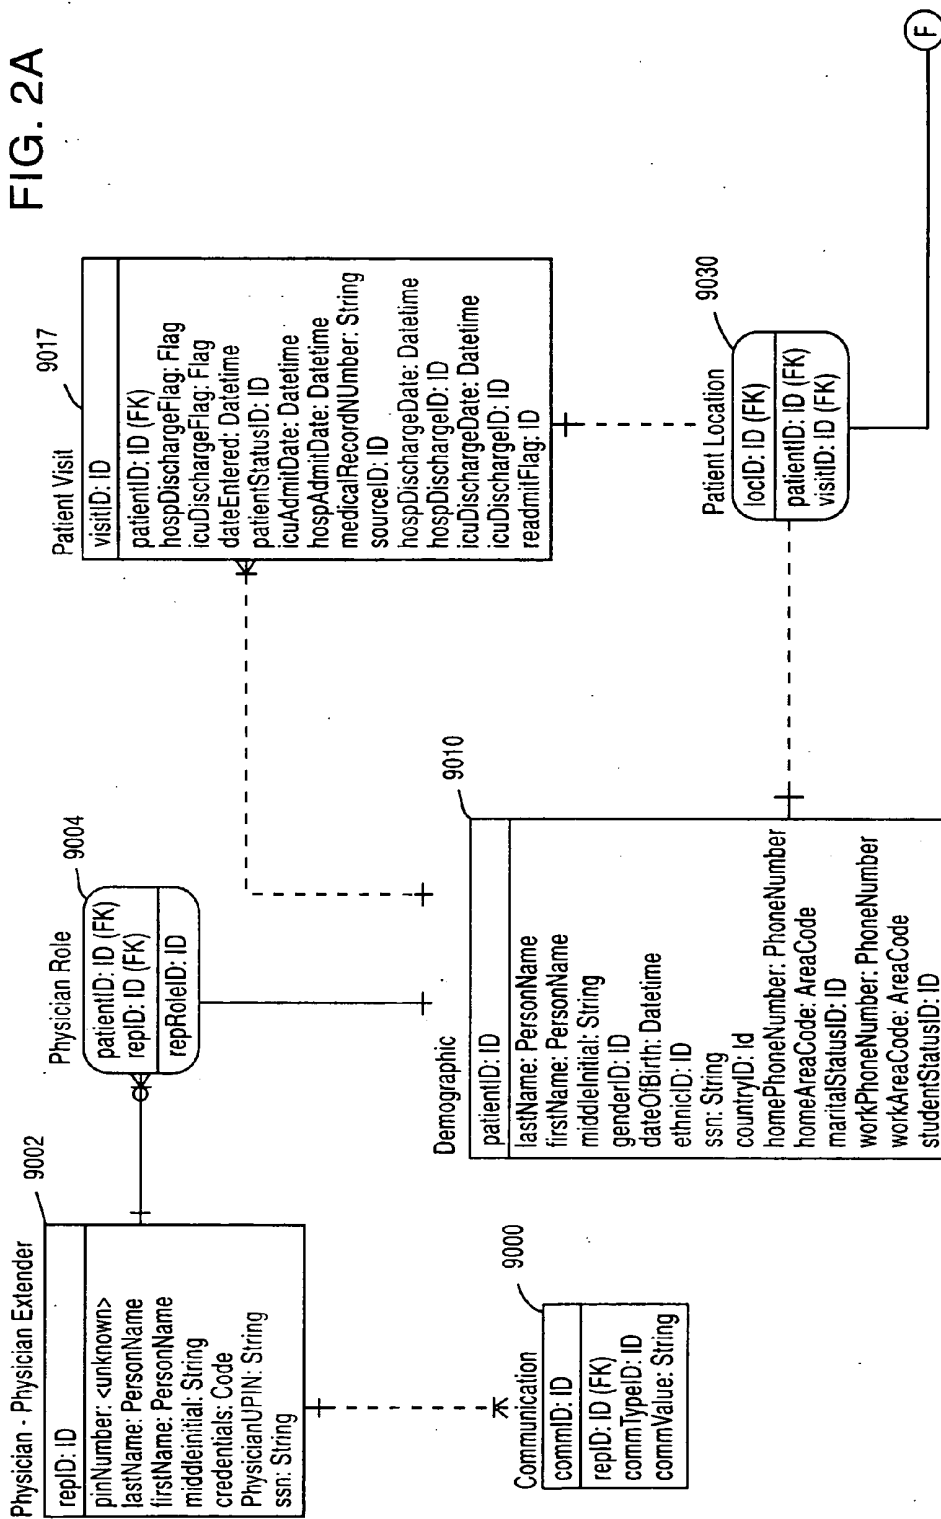 FIG. 2A
Physician - Physician Extender
9002
repID: ID
pinNumber: <unknown>
lastName: PersonName
firstName: PersonName
middleinitial: String
credentials: Code
PhysicianUPIN: String
ssn: String
Physician Role
9004
patientID: ID (FK)
repID: ID (FK)
repRoleID: ID
Patient Visit
9017
visitID: ID
patientID: ID (FK)
hospDischargeFlag: Flag
icuDischargeFlag: Flag
dateEntered: Datetime
patientStatusID: ID
icuAdmitDate: Datetime
hospAdmitDate: Datetime
medicalRecordNUmber: String
sourceID: ID
hospDischargeDate: Datetime
hospDischargeID: ID
icuDischargeDate: Datetime
icuDischargeID: ID
readmitFlag: ID
Communication
9000
commID: ID
repID: ID (FK)
commTypeID: ID
commValue: String
Demographic
9010
patientID: ID
lastName: PersonName
firstName: PersonName
middleInitial: String
genderID: ID
dateOfBirth: Datetime
ethnicID: ID
ssn: String
countryID: Id
homePhoneNumber: PhoneNumber
homeAreaCode: AreaCode
maritalStatusID: ID
workPhoneNumber: PhoneNumber
workAreaCode: AreaCode
studentStatusID: ID
Patient Location
9030
locID: ID (FK)
patientID: ID (FK)
visitID: ID (FK)
F